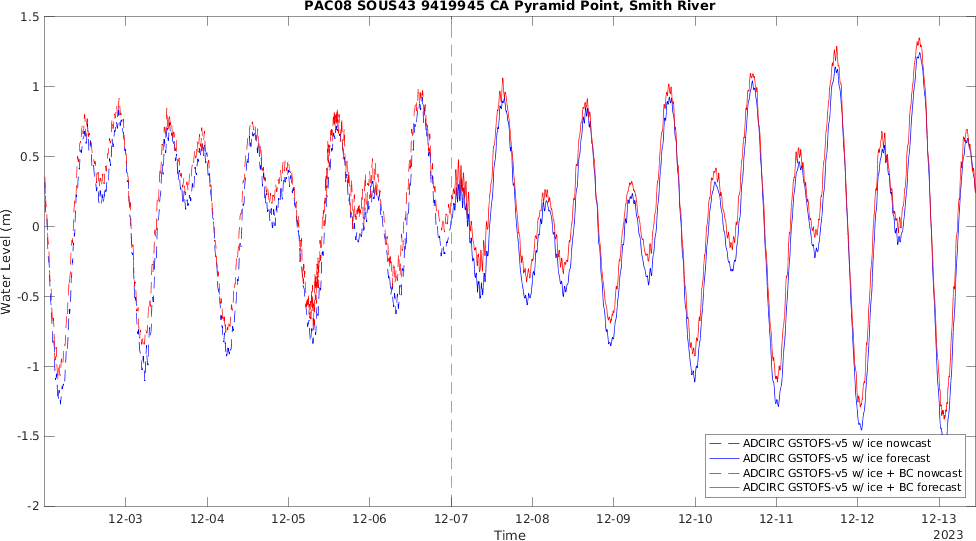 PAC08 SOUS43 9419945 CA Pyramid Point, Smith River
1.5
1
0.5
0
-0.5
-1
-1.5
-2
Water Level (m)
12-03 12-04 12-05 12-06 12-07 12-08 12-09 12-10 12-11 12-12 12-13
Time
2023
ADCIRC GSTOFS-v5 w/ ice nowcast
ADCIRC GSTOFS-v5 w/ ice forecast
ADCIRC GSTOFS-v5 w/ ice + BC nowcast
ADCIRC GSTOFS-v5 w/ ice + BC forecast